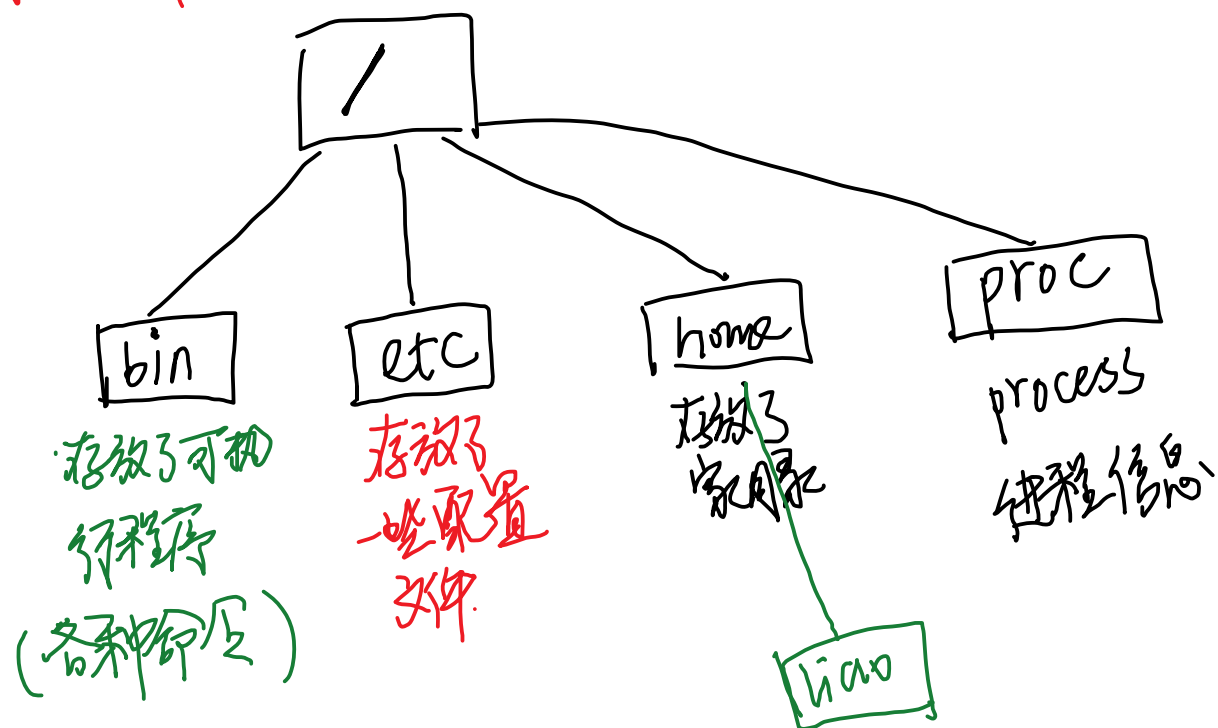 /
bin
存放了可执
行程序
(各种命令)
etc
存放了
一些配置
文件.
home
存放了
家目录
liao
proc
process
进程信息